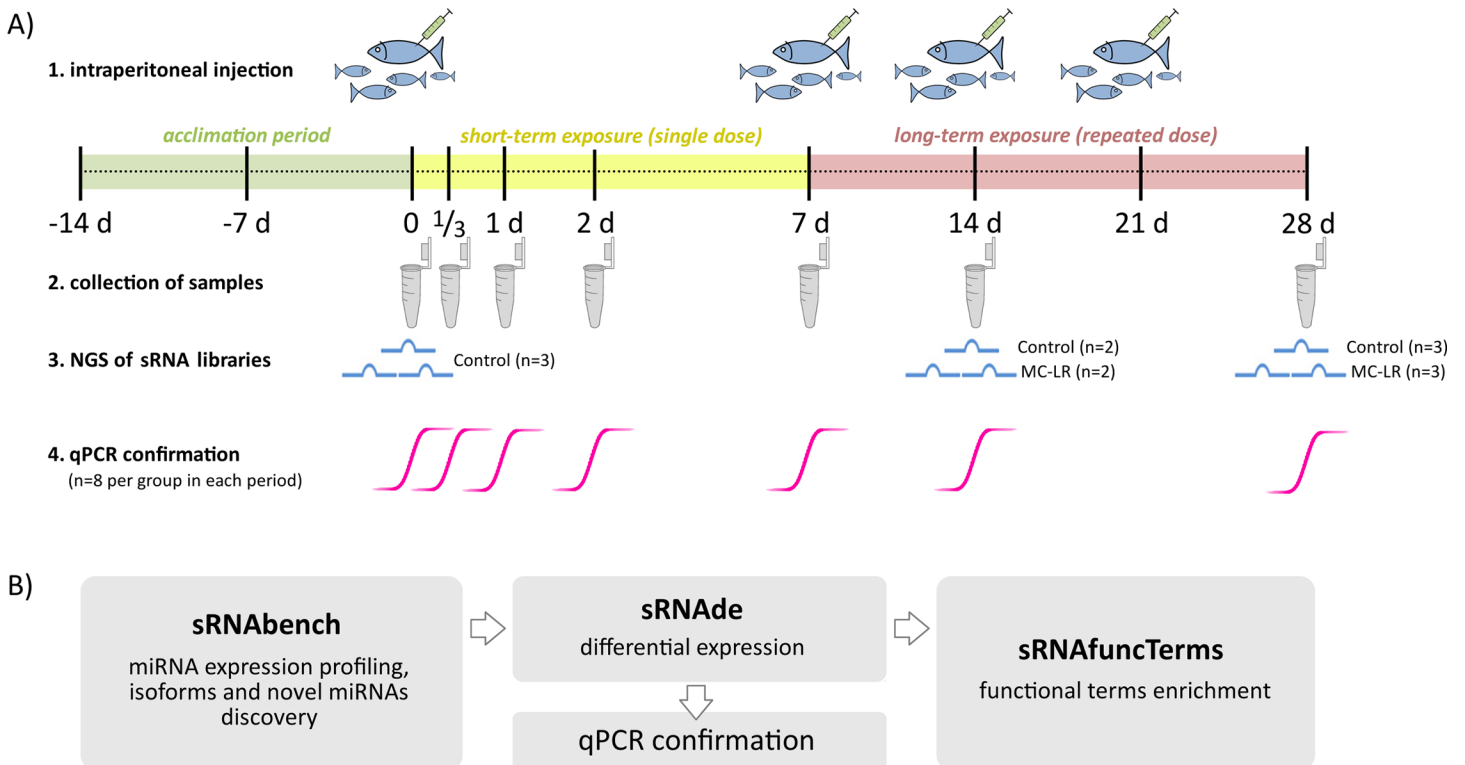 A)
1. intraperitoneal injection
acclimation period
short-term exposure (single dose)
long-term exposure (repeated dose)
-14 d
-7 d
0
1/3
1 d
2 d
7 d
14 d
21 d
28 d
2. collection of samples
3. NGS of sRNA libraries
Control (n=3)
Control (n=2)
MC-LR (n=2)
Control (n=3)
MC-LR (n=3)
4. qPCR confirmation
(n=8 per group in each period)
B)
sRNAbench
miRNA expression profiling,
isoforms and novel miRNAs
discovery
sRNAde
differential expression
qPCR confirmation
sRNAfuncTerms
functional terms enrichment